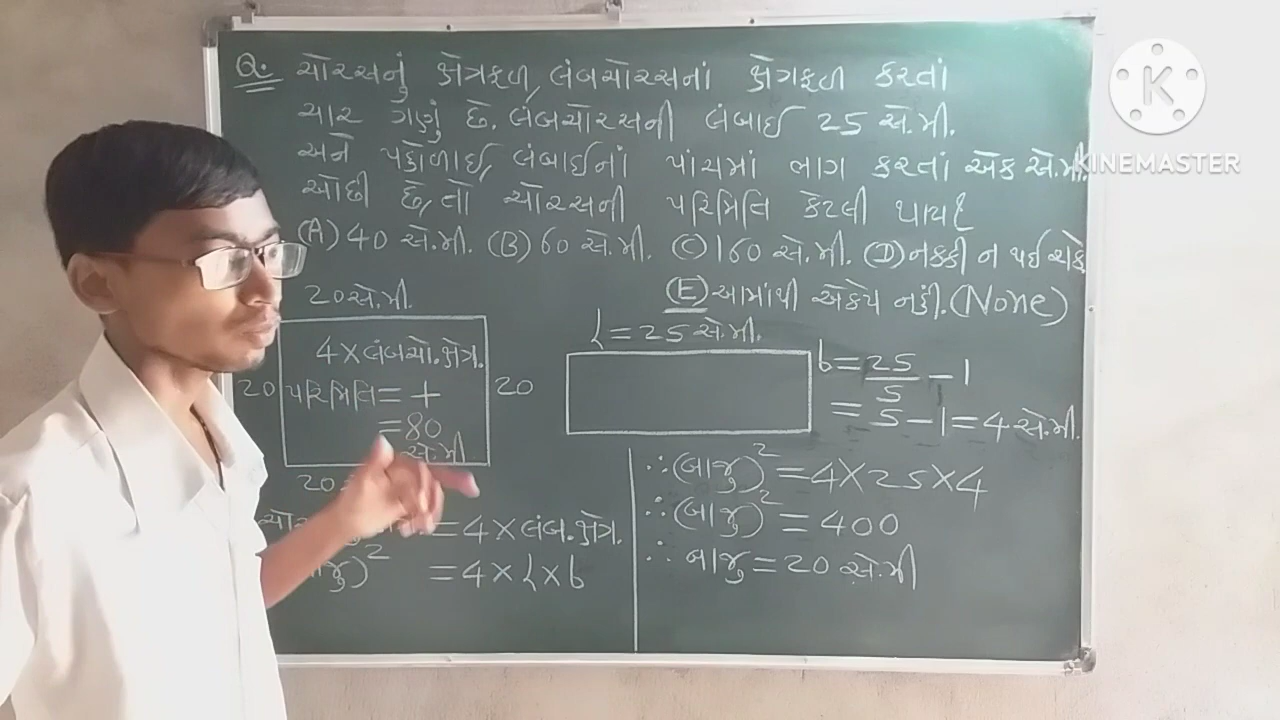 Q. ચોરસનું ક્ષેત્રફળ, લંબચોરસનાં ક્ષેત્રફળ કરતાં
ચાર ગણું છે. લંબચોરસની લંબાઈ 25 સે.મી.
અને પહોળાઈ, લંબાઈનાં પાંચમાં ભાગ કરતાં એક સે.મી.
ઓછી છે, તો ચોરસની પરિમિતિ કેટલી થાય?
(A) 40 સે.મી. (B) 60 સે.મી. (C) 160 સે.મી. (D) નક્કી ન થઈ શકે
(E) આમાંથી એકેય નહીં. (None)
20 સે.મી.
4 × લંબચો. ક્ષેત્ર.
20
પરિમિતિ = +
20
= 80
સે.મી
20
= 4 × લંબ. ક્ષેત્ર.
)² = 4 × l × b
l = 25 સે.મી.
b = 25/5 - 1
= 5 - 1 = 4 સે.મી.
∴ (બાજુ)² = 4 × 25 × 4
∴ (બાજુ)² = 400
∴ બાજુ = 20 સે.મી
K
KINEMASTER